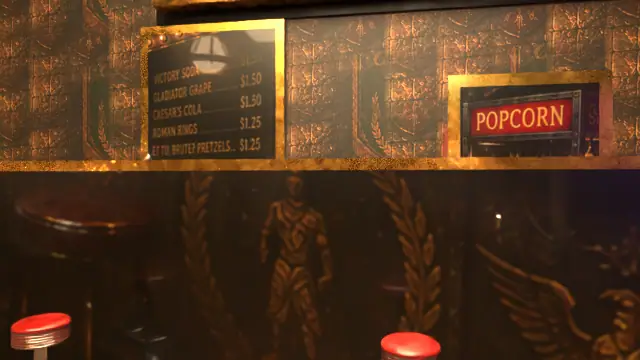 VICTORY SODA $1.50
GLADIATOR GRAPE $1.50
CAESAR'S COLA $1.50
ROMAN RINGS $1.25
ET TU, BRUTE? PRETZELS.. $1.25
POPCORN